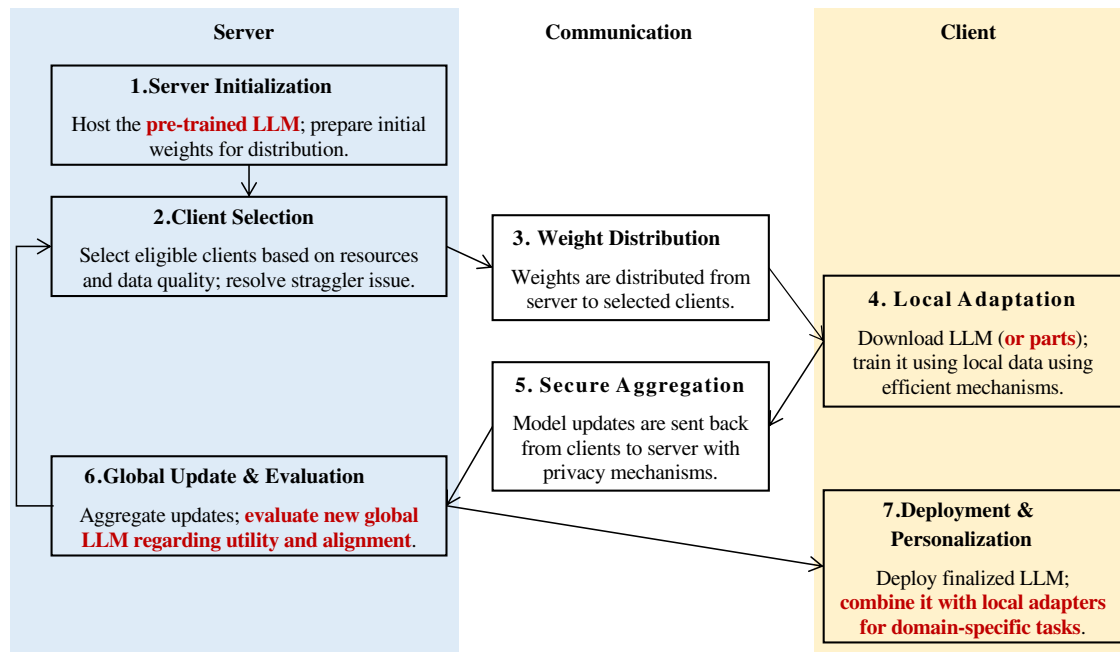 Server
Communication
Client
1.Server Initialization
Host the pre-trained LLM; prepare initial
weights for distribution.
2.Client Selection
Select eligible clients based on resources
and data quality; resolve straggler issue.
3. Weight Distribution
Weights are distributed from
server to selected clients.
4. Local Adaptation
Download LLM (or parts);
train it using local data using
efficient mechanisms.
5. Secure Aggregation
Model updates are sent back
from clients to server with
privacy mechanisms.
6.Global Update & Evaluation
Aggregate updates; evaluate new global
LLM regarding utility and alignment.
7.Deployment &
Personalization
Deploy finalized LLM;
combine it with local adapters
for domain-specific tasks.